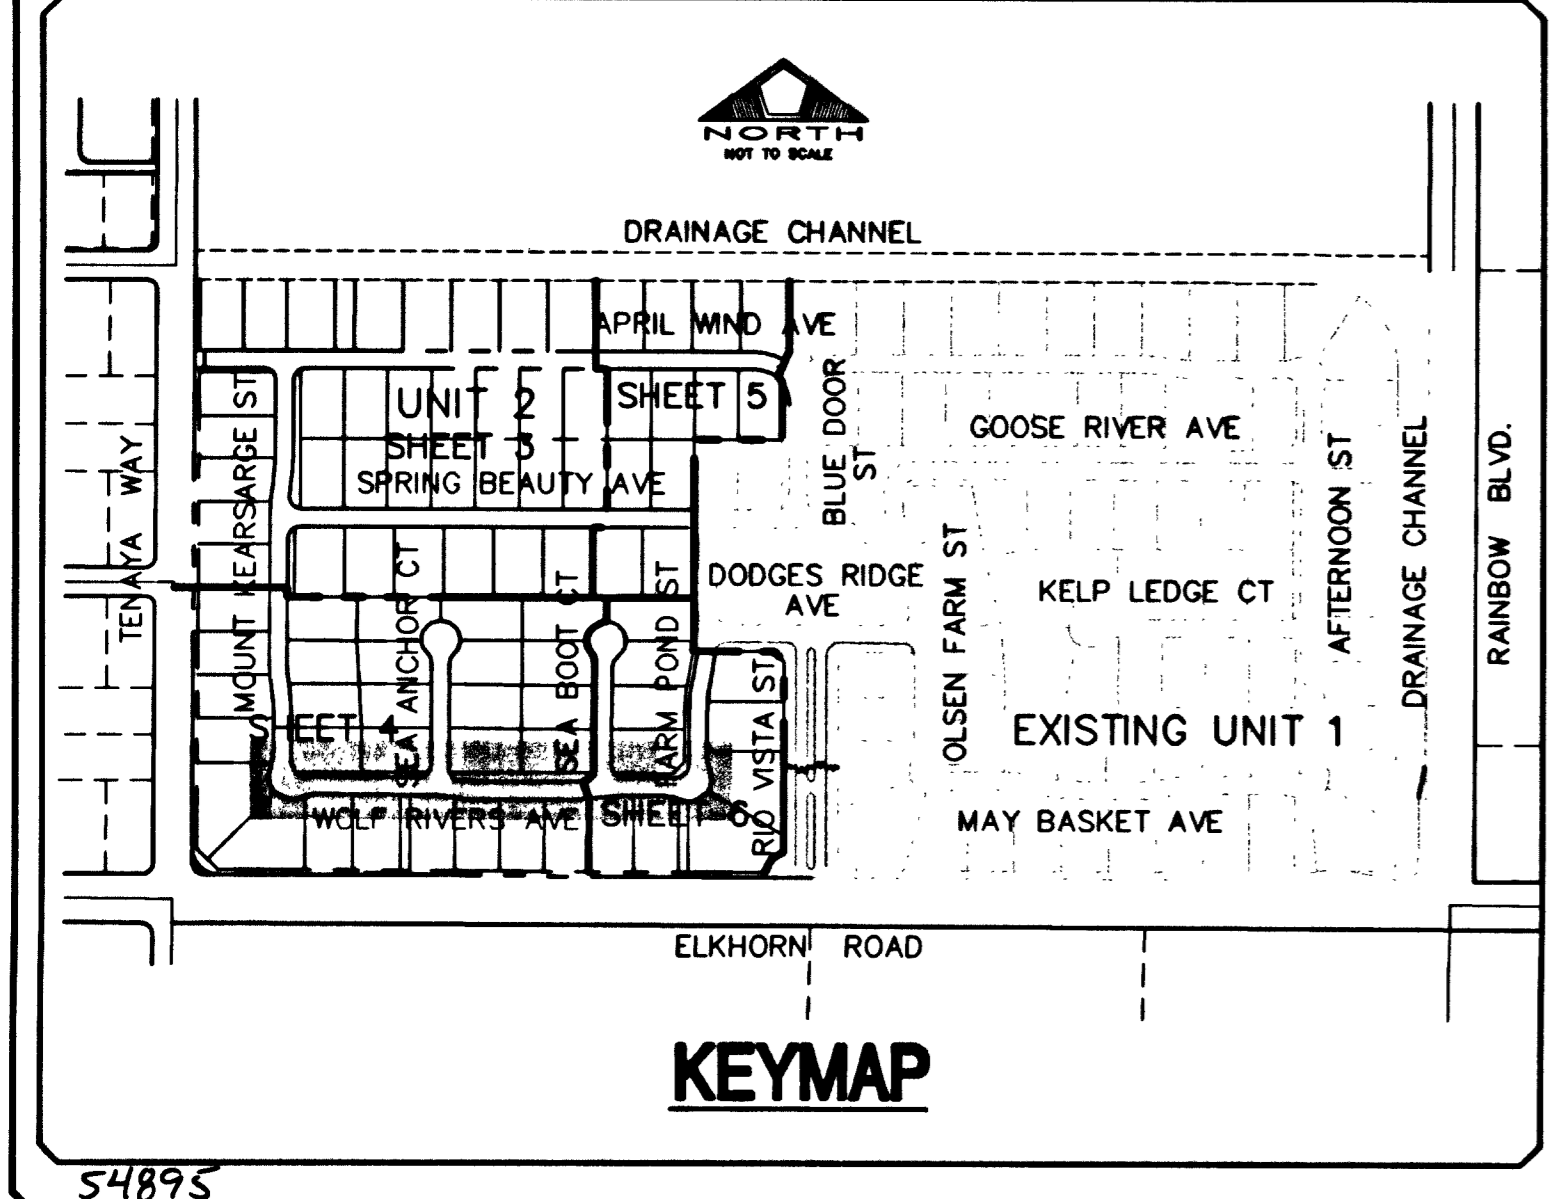 NORTH
NOT TO SCALE
DRAINAGE CHANNEL
APRIL WIND AVE
UNIT 2
SHEET 3
SHEET 5
SPRING BEAUTY AVE
TENAYA WAY
MOUNT KEARSARGE ST
BLUE DOOR
ST
GOOSE RIVER AVE
AFTERNOON ST
DRAINAGE CHANNEL
RAINBOW BLVD.
SEA ANCHOR CT
SEA BOOT CT
FARM POND ST
DODGES RIDGE
AVE
OLSEN FARM ST
KELP LEDGE CT
SHEET 4
RIO VISTA ST
EXISTING UNIT 1
WOLF RIVERS AVE
SHEET 6
MAY BASKET AVE
ELKHORN ROAD
KEYMAP
54895